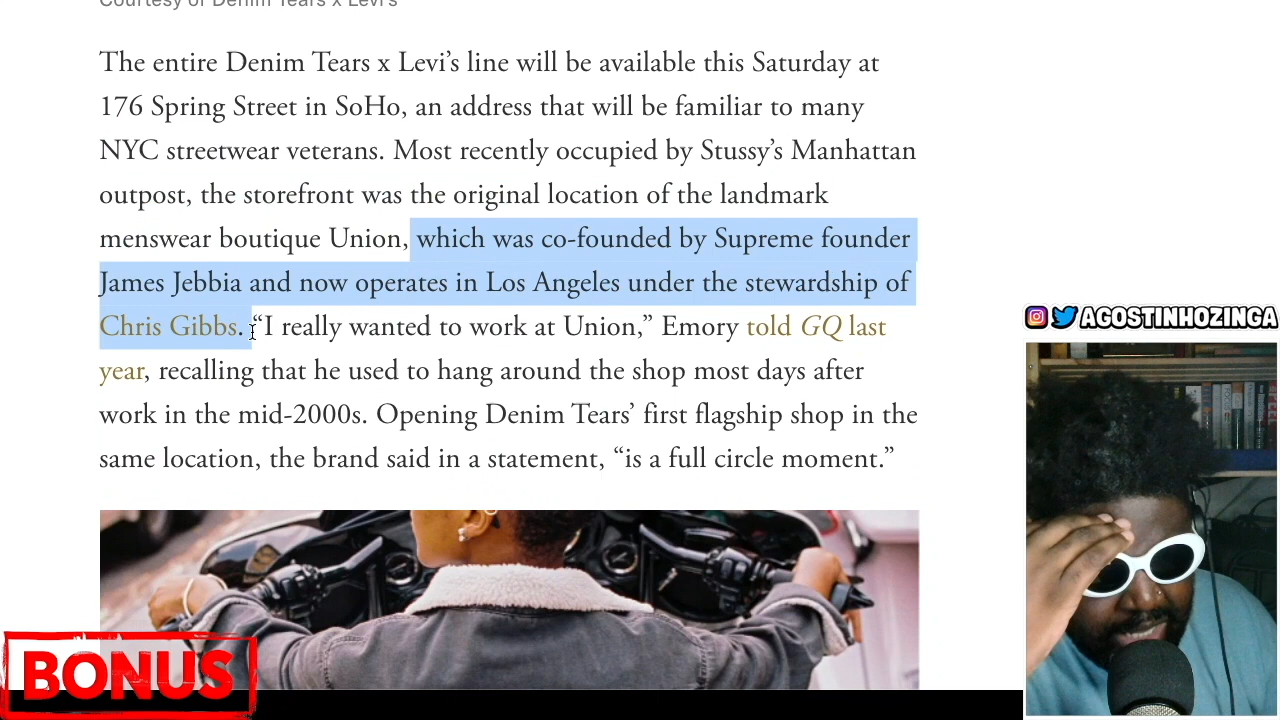 Courtesy of Denim Tears x Levi's
The entire Denim Tears x Levi’s line will be available this Saturday at
176 Spring Street in SoHo, an address that will be familiar to many
NYC streetwear veterans. Most recently occupied by Stussy’s Manhattan
outpost, the storefront was the original location of the landmark
menswear boutique Union, which was co-founded by Supreme founder
James Jebbia and now operates in Los Angeles under the stewardship of
Chris Gibbs. “I really wanted to work at Union,” Emory told GQ last
year, recalling that he used to hang around the shop most days after
work in the mid-2000s. Opening Denim Tears’ first flagship shop in the
same location, the brand said in a statement, “is a full circle moment.”
AGOSTINHOZINGA
BONUS